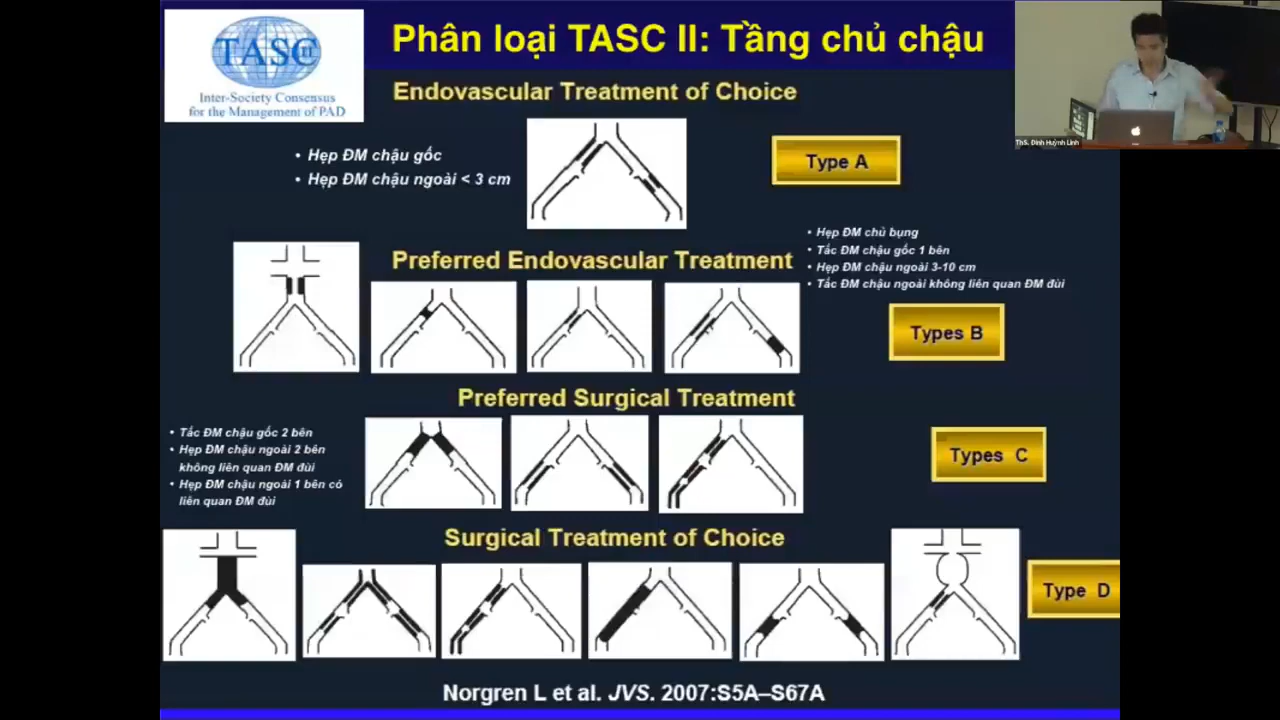 Phân loại TASC II: Tầng chủ chậu
TASC
Inter-Society Consensus
for the Management of PAD
ThS. Đinh Huỳnh Linh
Endovascular Treatment of Choice
• Hẹp ĐM chậu gốc
• Hẹp ĐM chậu ngoài < 3 cm
Type A
Preferred Endovascular Treatment
• Hẹp ĐM chủ bụng
• Tắc ĐM chậu gốc 1 bên
• Hẹp ĐM chậu ngoài 3-10 cm
• Tắc ĐM chậu ngoài không liên quan ĐM đùi
Types B
Preferred Surgical Treatment
• Tắc ĐM chậu gốc 2 bên
• Hẹp ĐM chậu ngoài 2 bên
không liên quan ĐM đùi
• Hẹp ĐM chậu ngoài 1 bên có
liên quan ĐM đùi
Types C
Surgical Treatment of Choice
Type D
Norgren L et al. JVS. 2007:S5A–S67A